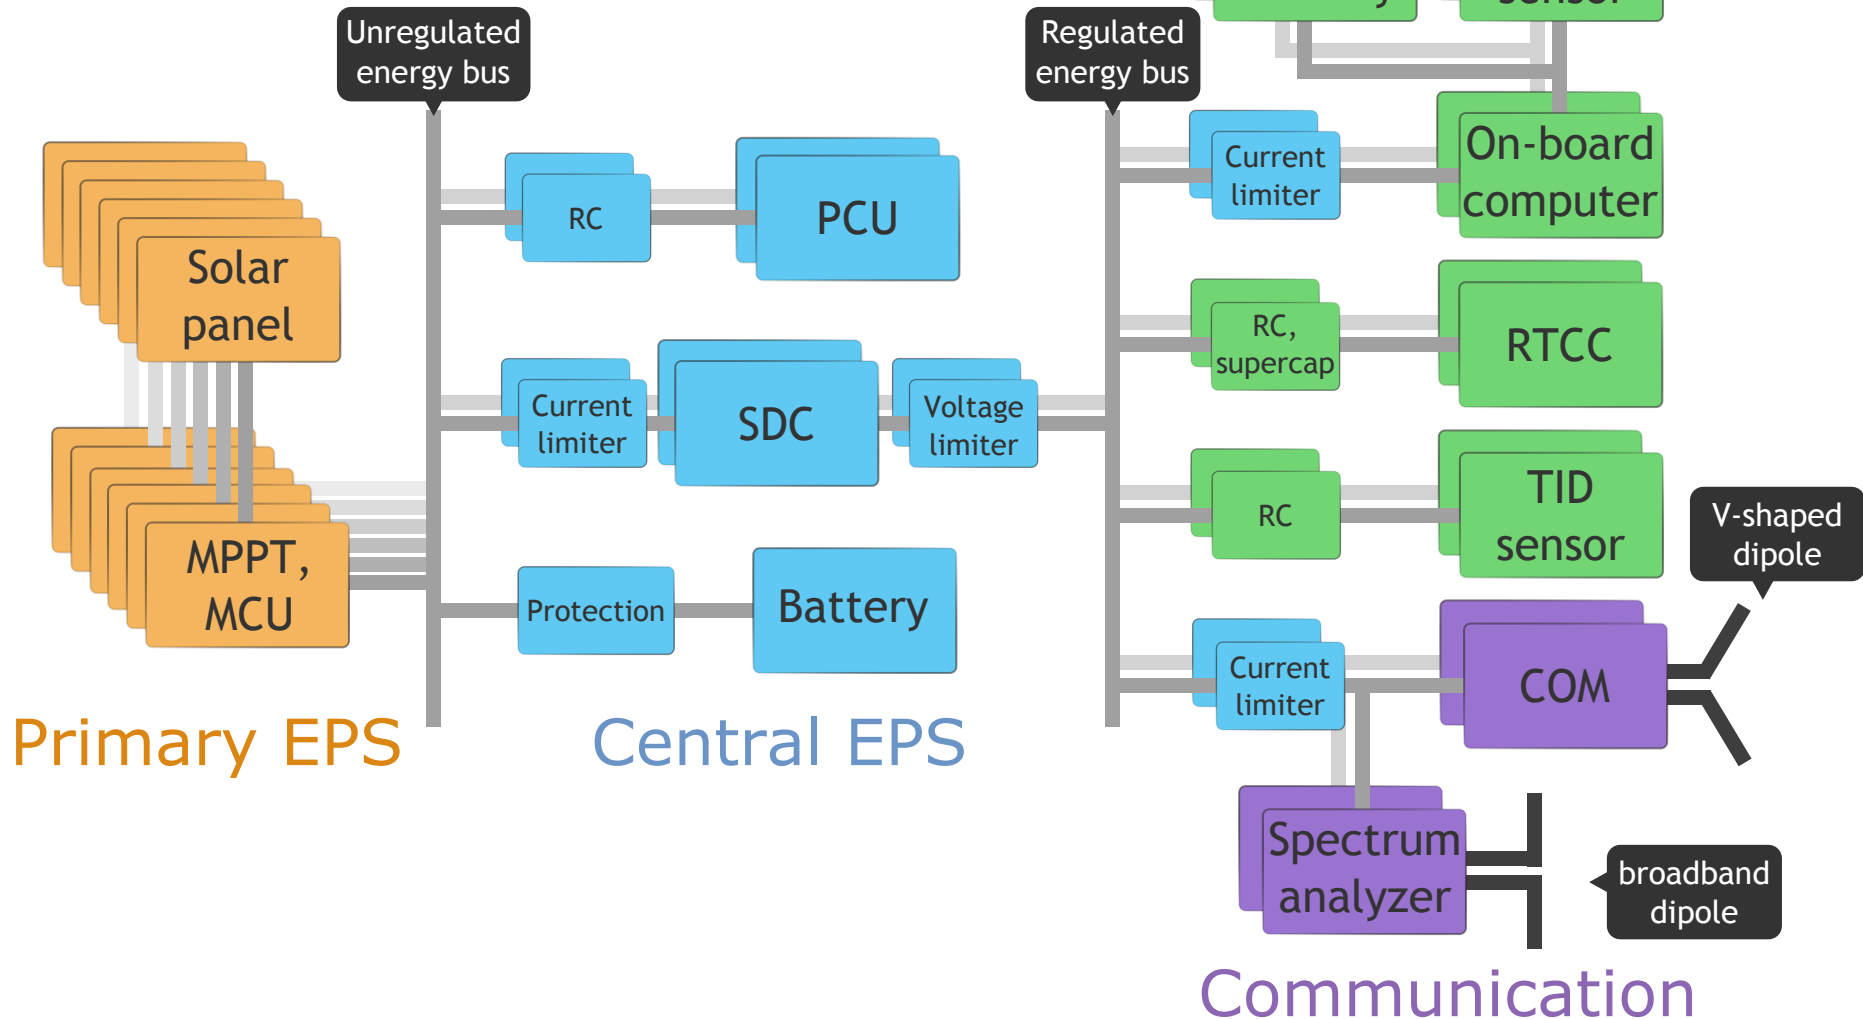 Unregulated
energy bus
Regulated
energy bus
sensor
Current
limiter
On-board
computer
RC
PCU
Solar
panel
RC,
supercap
RTCC
Current
limiter
SDC
Voltage
limiter
RC
TID
sensor
V-shaped
dipole
MPPT,
MCU
Protection
Battery
Current
limiter
COM
Primary EPS
Central EPS
Spectrum
analyzer
broadband
dipole
Communication